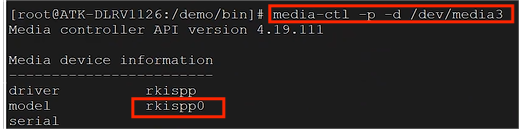 [root@ATK-DLRV1126:/demo/bin]# media-ctl -p -d /dev/media3
Media controller API version 4.19.111
Media device information
------------------------
driver          rkispp
model           rkispp0
serial